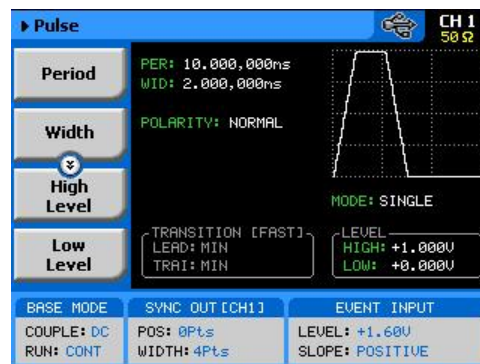 Pulse
CH 1
50 Ω
Period
Width
High
Level
Low
Level
PER: 10.000,000ns
WID: 2.000,000ns
POLARITY: NORMAL
MODE: SINGLE
TRANSITION [FAST]
LEAD: MIN
TRAI: MIN
LEVEL
HIGH: +1.000V
LOW: +0.000V
BASE MODE
COUPLE: DC
RUN: CONT
SYNC OUT [CH1]
POS: 0Pts
WIDTH: 4Pts
EVENT INPUT
LEVEL: +1.60V
SLOPE: POSITIVE